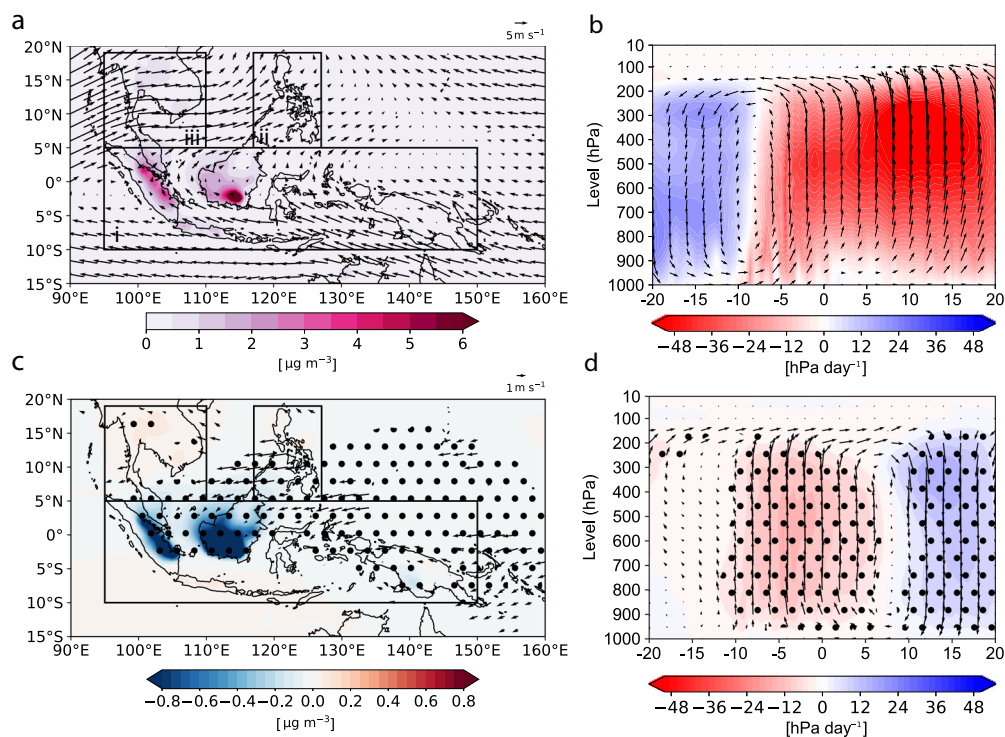 a
5 m s⁻¹
20°N
15°N
10°N
5°N
0°
5°S
10°S
15°S
iii
ii
i
90°E 100°E 110°E 120°E 130°E 140°E 150°E 160°E
0 1 2 3 4 5 6
[ µg m⁻³ ]
b
Level (hPa)
10
100
200
300
400
500
600
700
800
900
1000
-20 -15 -10 -5 0 5 10 15 20
−48 −36 −24 −12 0 12 24 36 48
[hPa day⁻¹]
c
1 m s⁻¹
20°N
15°N
10°N
5°N
0°
5°S
10°S
15°S
90°E 100°E 110°E 120°E 130°E 140°E 150°E 160°E
−0.8 −0.6 −0.4 −0.2 0.0 0.2 0.4 0.6 0.8
[ µg m⁻³ ]
d
Level (hPa)
10
100
200
300
400
500
600
700
800
900
1000
-20 -15 -10 -5 0 5 10 15 20
−48 −36 −24 −12 0 12 24 36 48
[hPa day⁻¹]